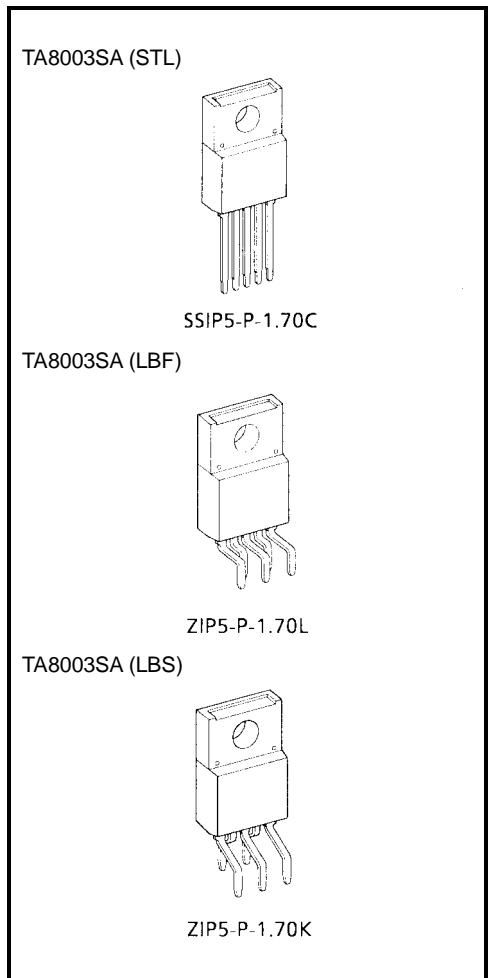 TA8003SA (STL)
SSIP5-P-1.70C
TA8003SA (LBF)
ZIP5-P-1.70L
TA8003SA (LBS)
ZIP5-P-1.70K